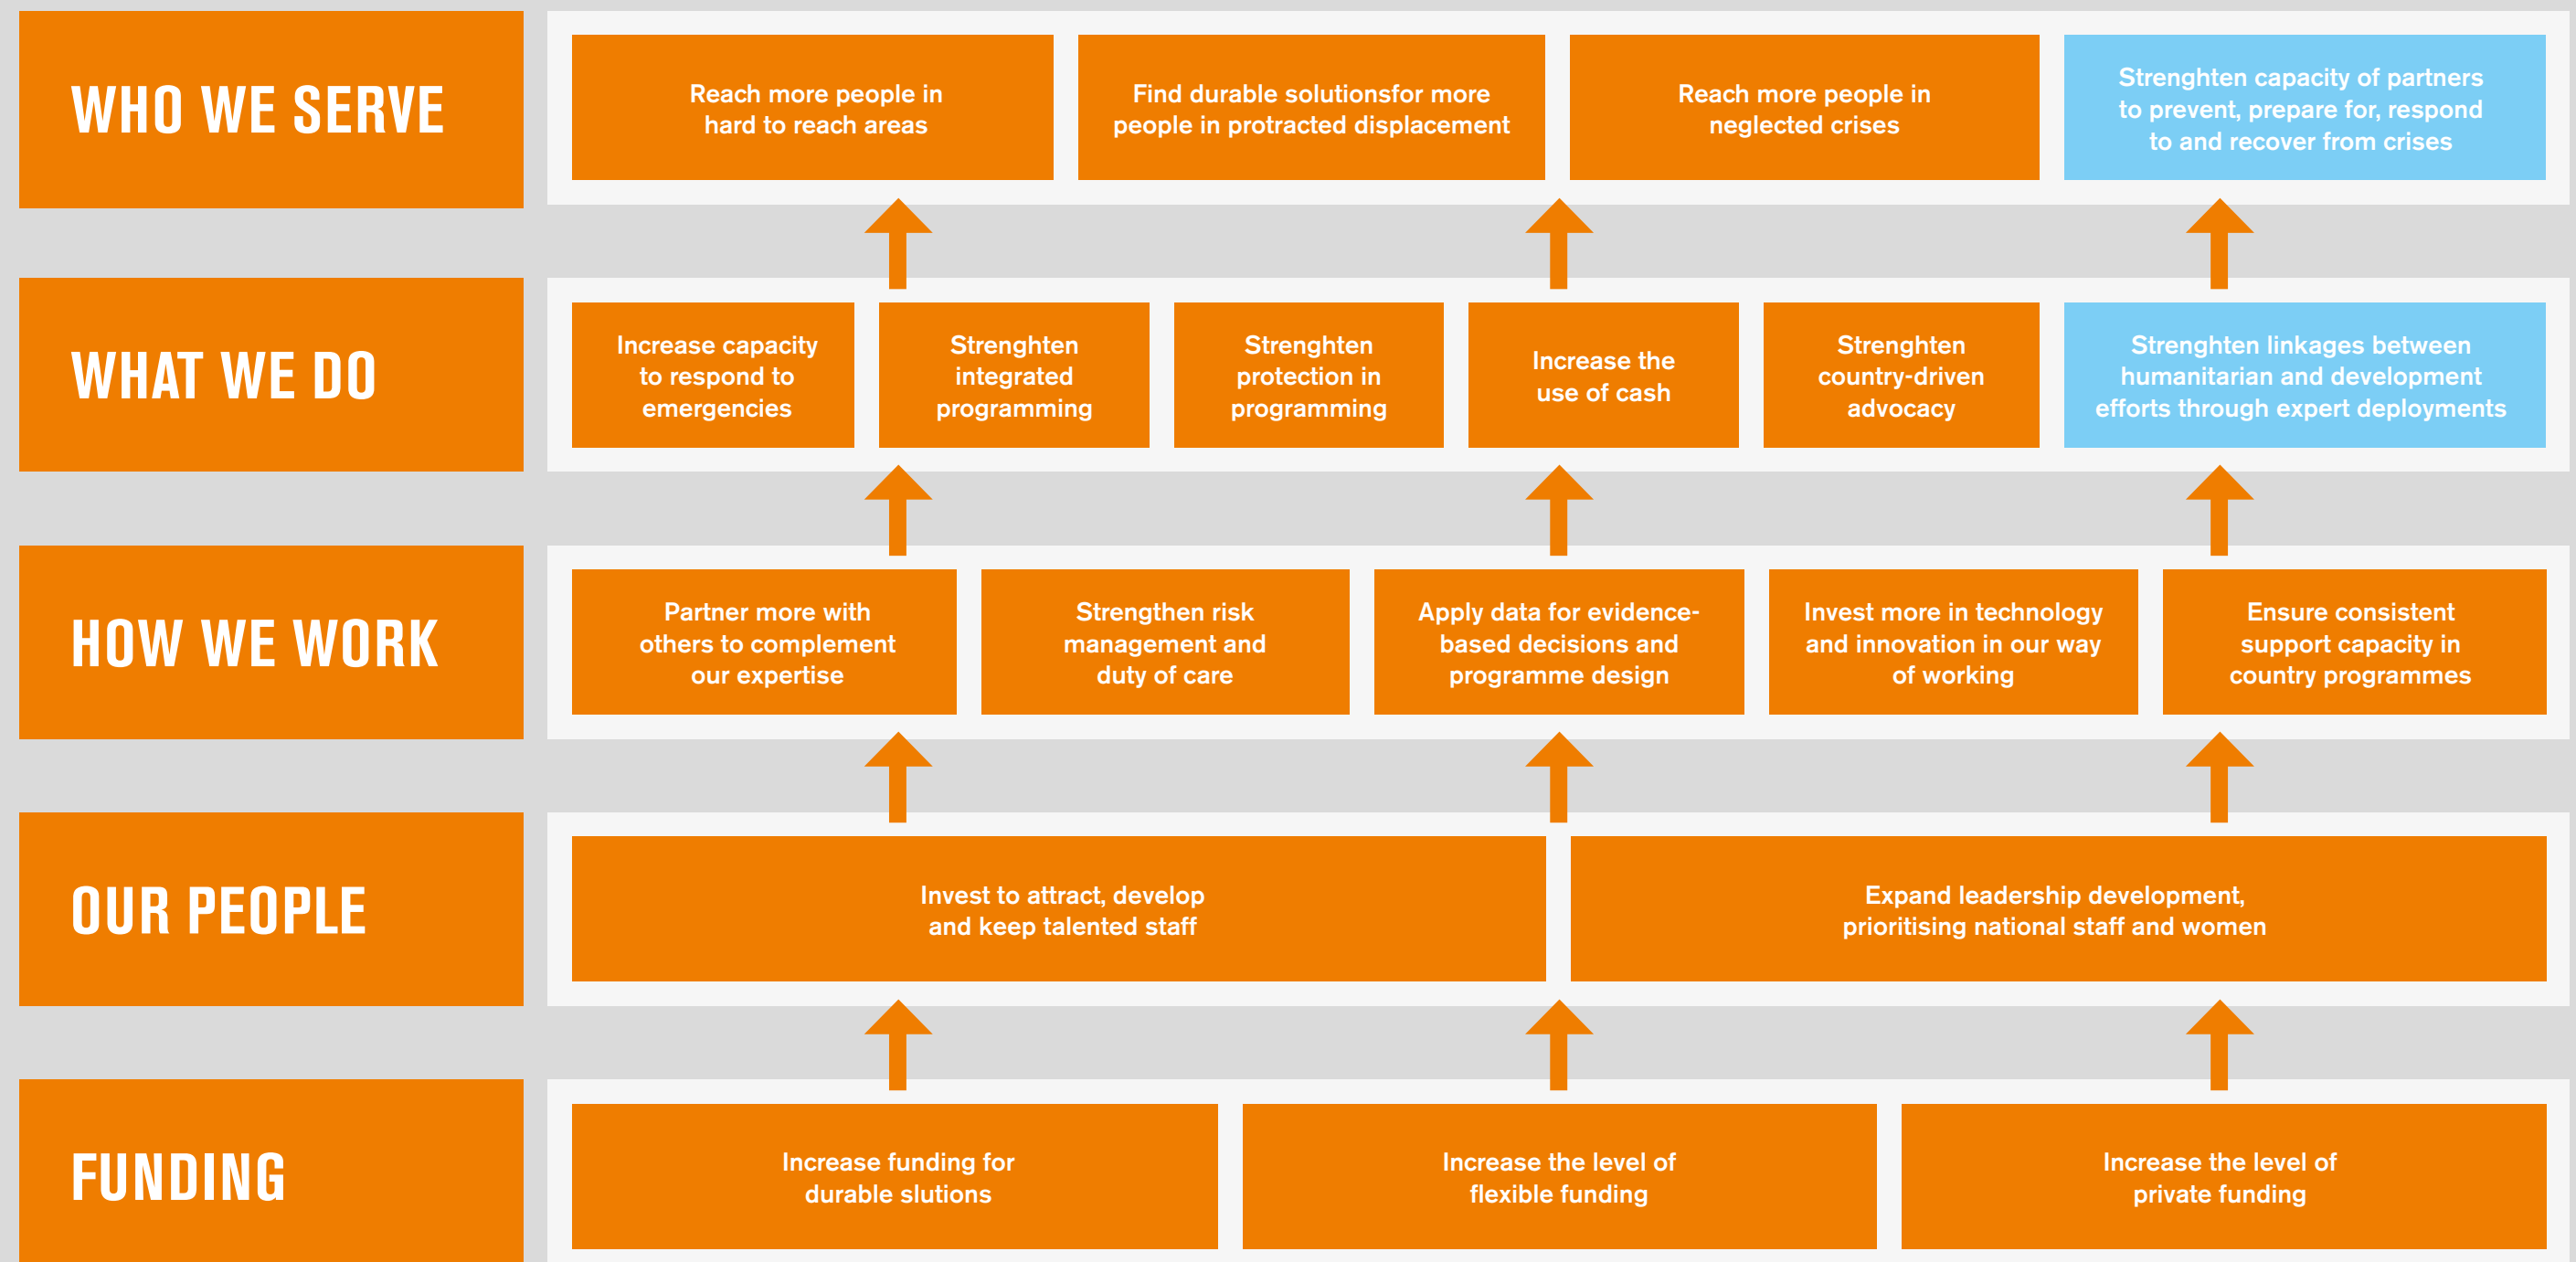 WHO WE SERVE
Reach more people in
hard to reach areas
Find durable solutionsfor more
people in protracted displacement
Reach more people in
neglected crises
Strenghten capacity of partners
to prevent, prepare for, respond
to and recover from crises
WHAT WE DO
Increase capacity
to respond to
emergencies
Strenghten
integrated
programming
Strenghten
protection in
programming
Increase the
use of cash
Strenghten
country-driven
advocacy
Strenghten linkages between
humanitarian and development
efforts through expert deployments
HOW WE WORK
Partner more with
others to complement
our expertise
Strengthen risk
management and
duty of care
Apply data for evidence-
based decisions and
programme design
Invest more in technology
and innovation in our way
of working
Ensure consistent
support capacity in
country programmes
OUR PEOPLE
Invest to attract, develop
and keep talented staff
Expand leadership development,
prioritising national staff and women
FUNDING
Increase funding for
durable slutions
Increase the level of
flexible funding
Increase the level of
private funding